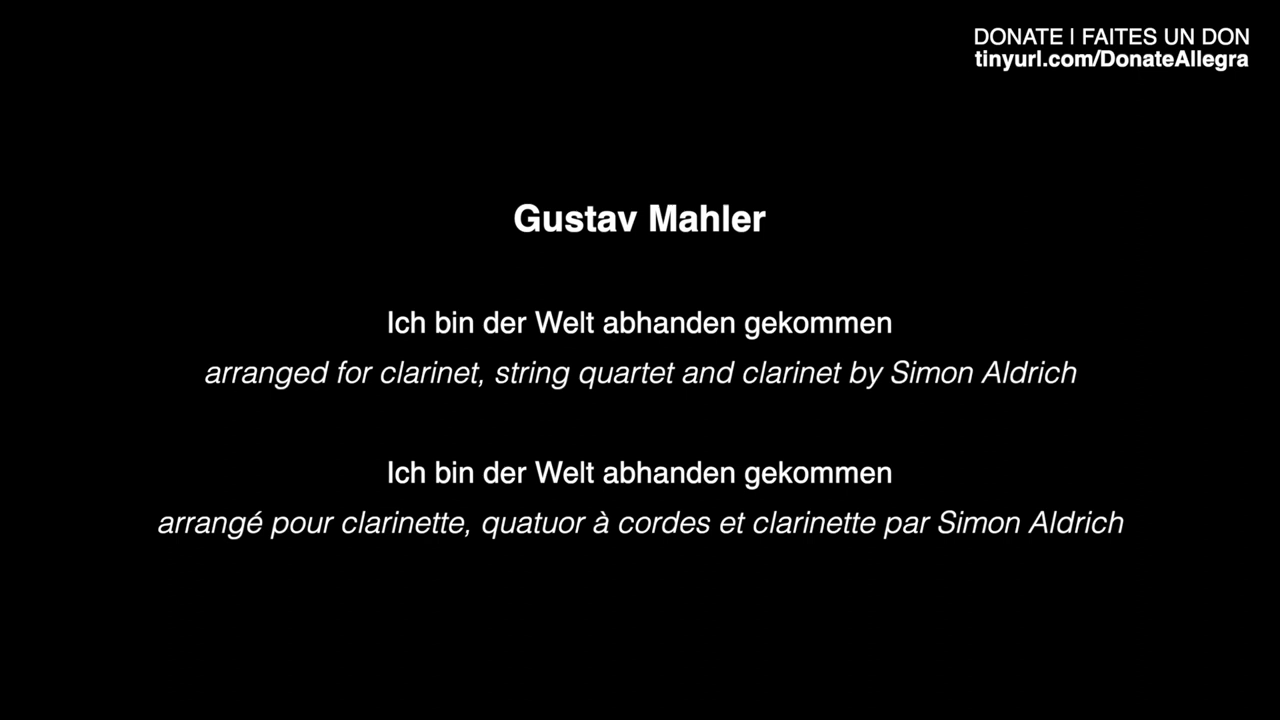 DONATE | FAITES UN DON
tinyurl.com/DonateAllegra
Gustav Mahler
Ich bin der Welt abhanden gekommen
arranged for clarinet, string quartet and clarinet by Simon Aldrich
Ich bin der Welt abhanden gekommen
arrangé pour clarinette, quatuor à cordes et clarinette par Simon Aldrich